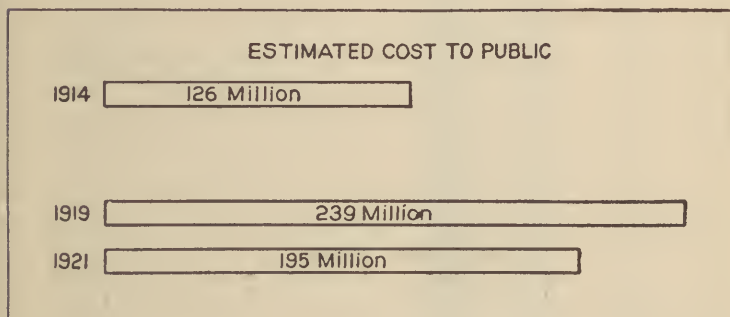 ESTIMATED COST TO PUBLIC
1914 126 Million
1919 239 Million
1921 195 Million